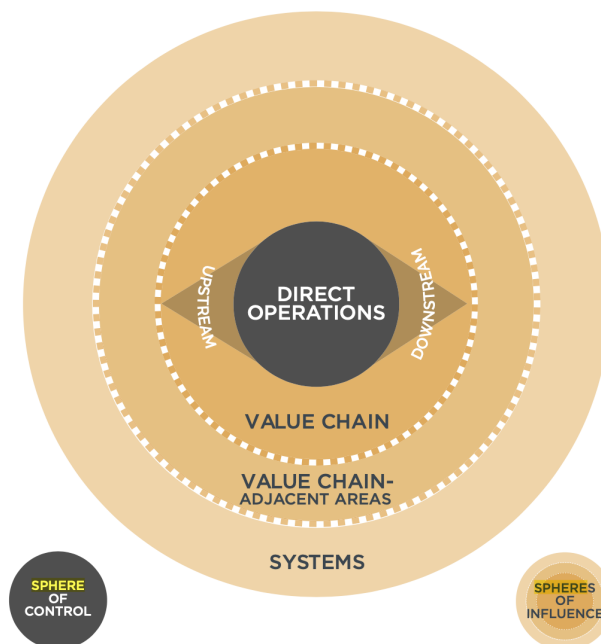 UPSTREAM
DIRECT
OPERATIONS
DOWNSTREAM
VALUE CHAIN
VALUE CHAIN-
ADJACENT AREAS
SYSTEMS
SPHERE
OF
CONTROL
SPHERES
OF
INFLUENCE